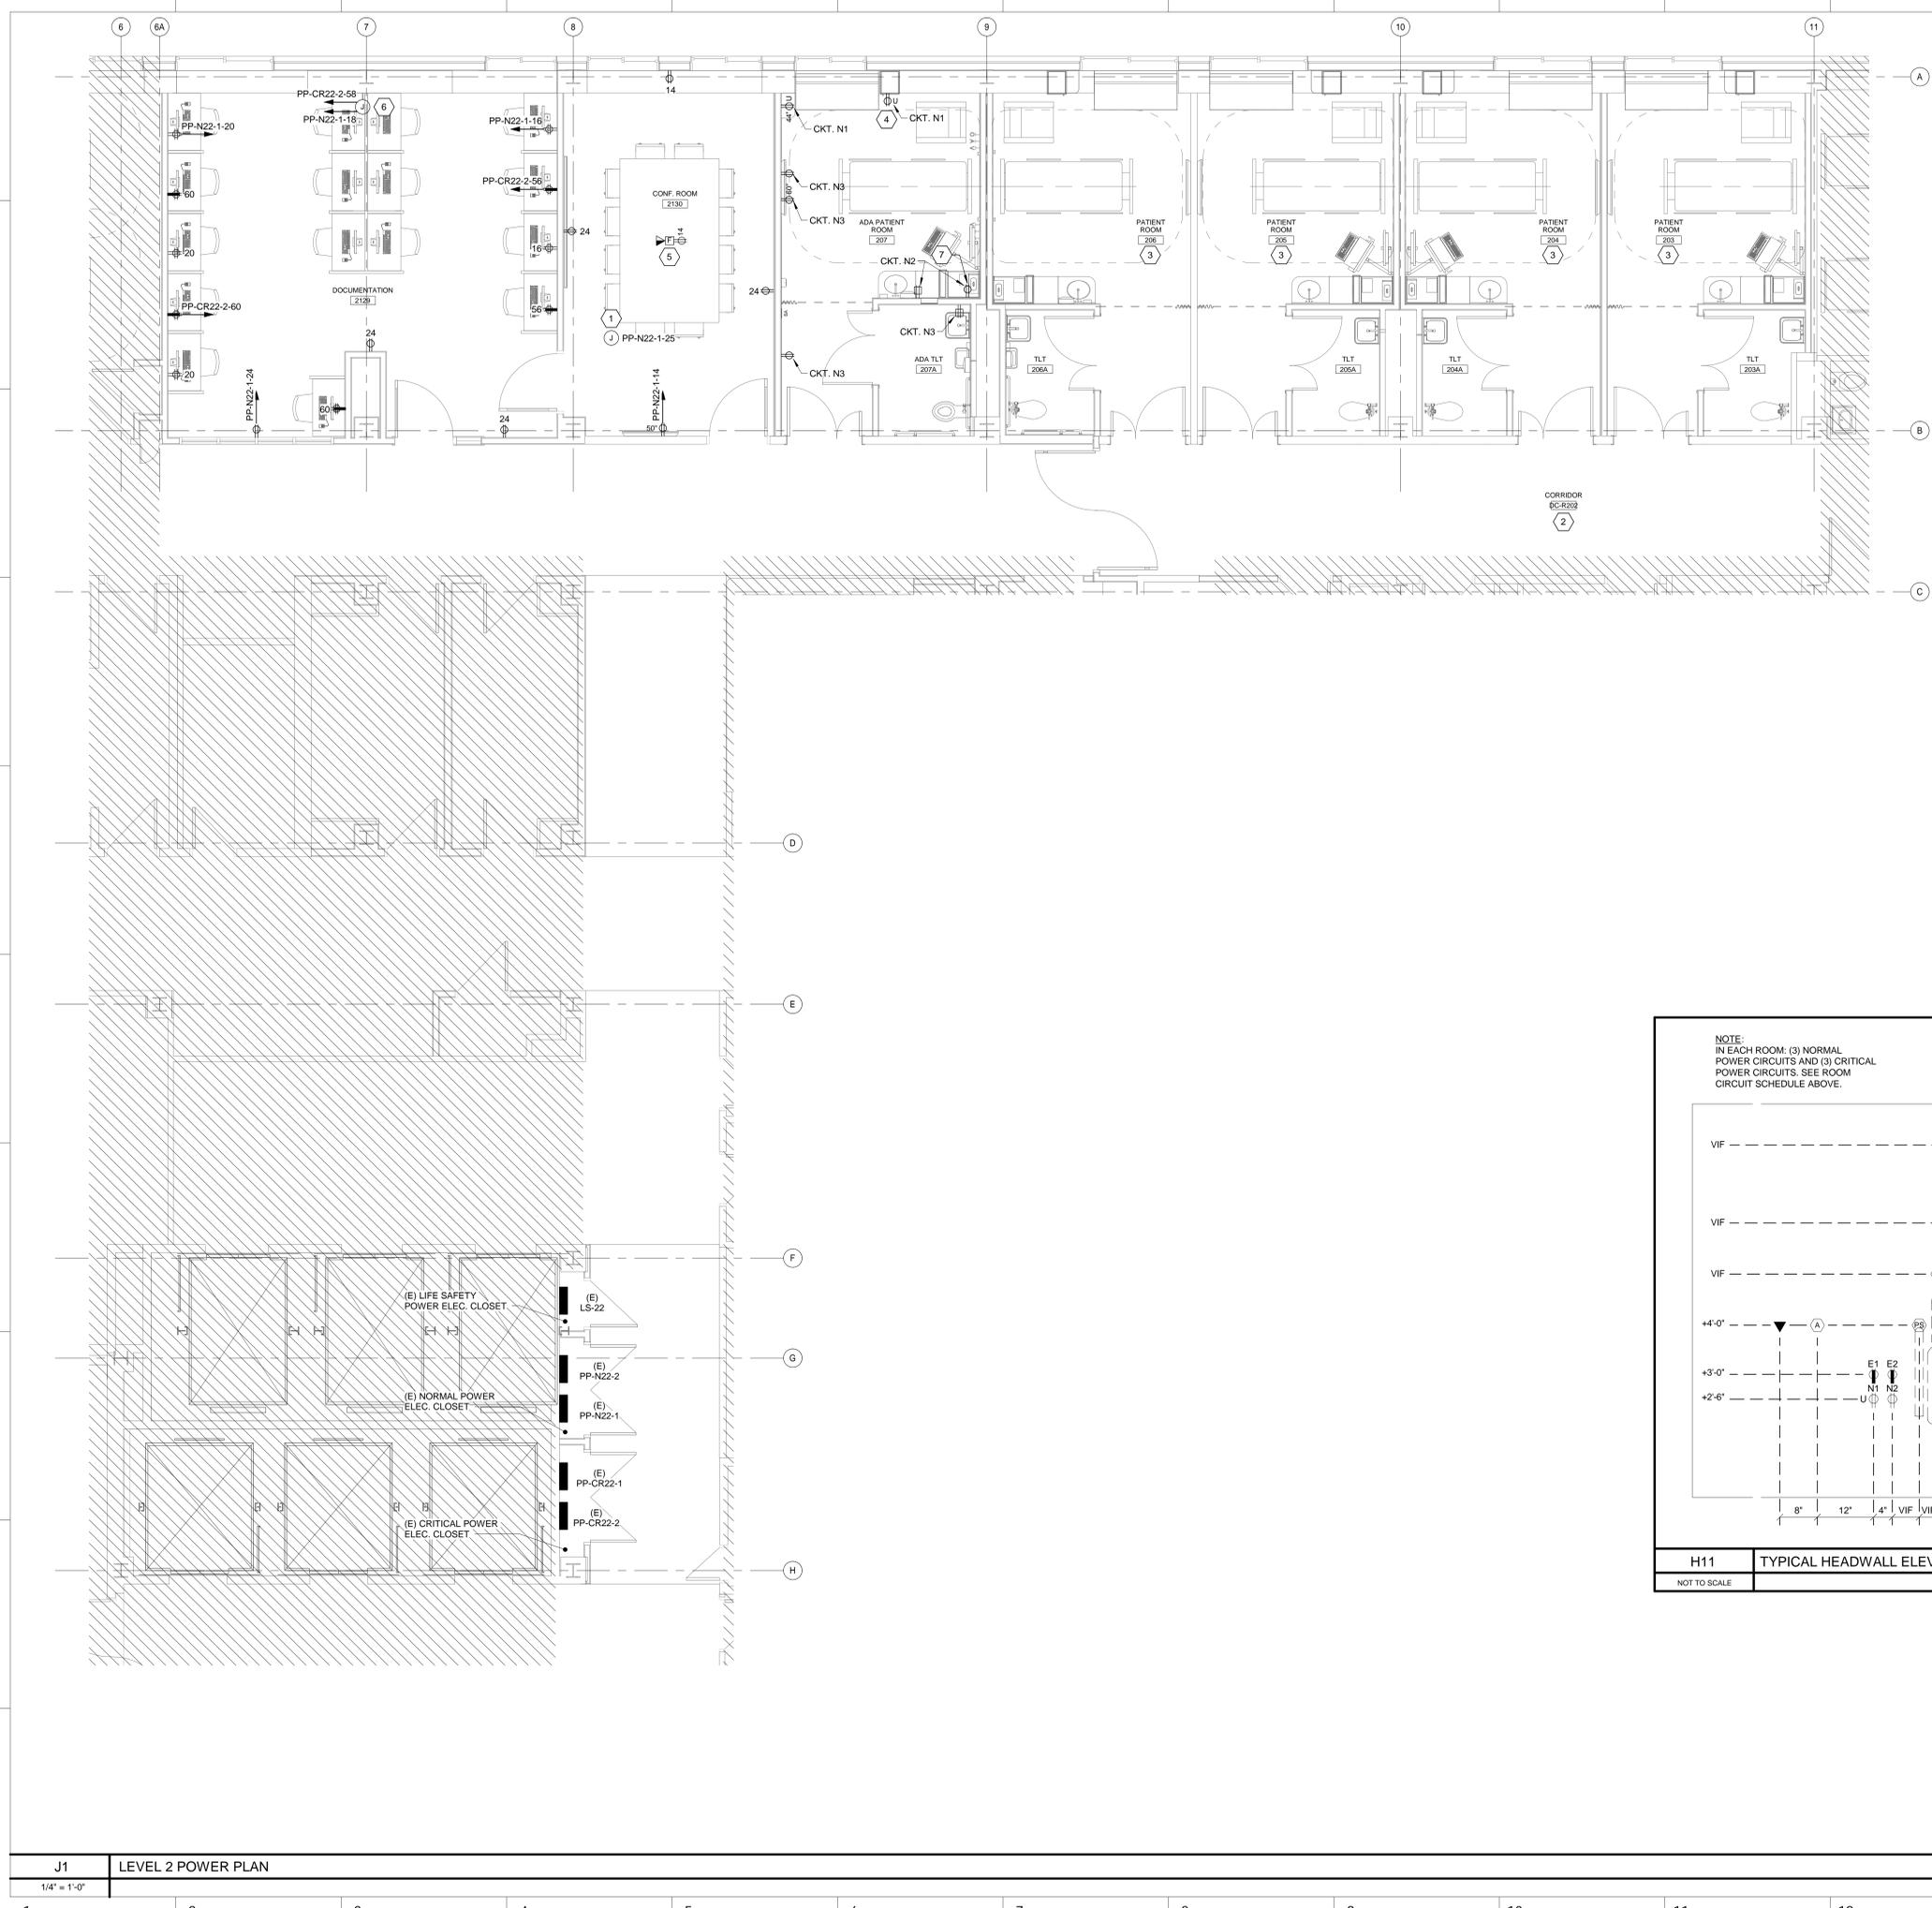 6
6A
7
8
9
10
11
A
PP-CR22-2-58
J
6
PP-N22-1-18
PP-N22-1-20
PP-N22-1-16
14
44"
U
CKT. N1
U
4
CKT. N1
60
PP-CR22-2-56
CONF. ROOM
2130
CKT. N3
60"
CKT. N3
24
14
F
5
ADA PATIENT
ROOM
207
PATIENT
ROOM
206
3
PATIENT
ROOM
205
3
PATIENT
ROOM
204
3
PATIENT
ROOM
203
3
20
16
7
CKT. N2
DOCUMENTATION
2129
24
PP-CR22-2-60
56
1
J
PP-N22-1-25
CKT. N3
24
20
PP-N22-1-24
CKT. N3
ADA TLT
207A
TLT
206A
TLT
205A
TLT
204A
TLT
203A
60
24
PP-N22-1-14
50"
B
CORRIDOR
DC-R202
2
C
D
E
F
(E) LIFE SAFETY
POWER ELEC. CLOSET
(E)
LS-22
G
(E)
PP-N22-2
(E) NORMAL POWER
ELEC. CLOSET
(E)
PP-N22-1
(E)
PP-CR22-1
(E)
PP-CR22-2
(E) CRITICAL POWER
ELEC. CLOSET
H
NOTE:
IN EACH ROOM: (3) NORMAL
POWER CIRCUITS AND (3) CRITICAL
POWER CIRCUITS. SEE ROOM
CIRCUIT SCHEDULE ABOVE.
VIF
VIF
VIF
+4'-0"
A
PS
+3'-0"
E1 E2
+2'-6"
U
N1 N2
8"
12"
4"
VIF
H11
TYPICAL HEADWALL ELEV
NOT TO SCALE
J1
LEVEL 2 POWER PLAN
1/4" = 1'-0"